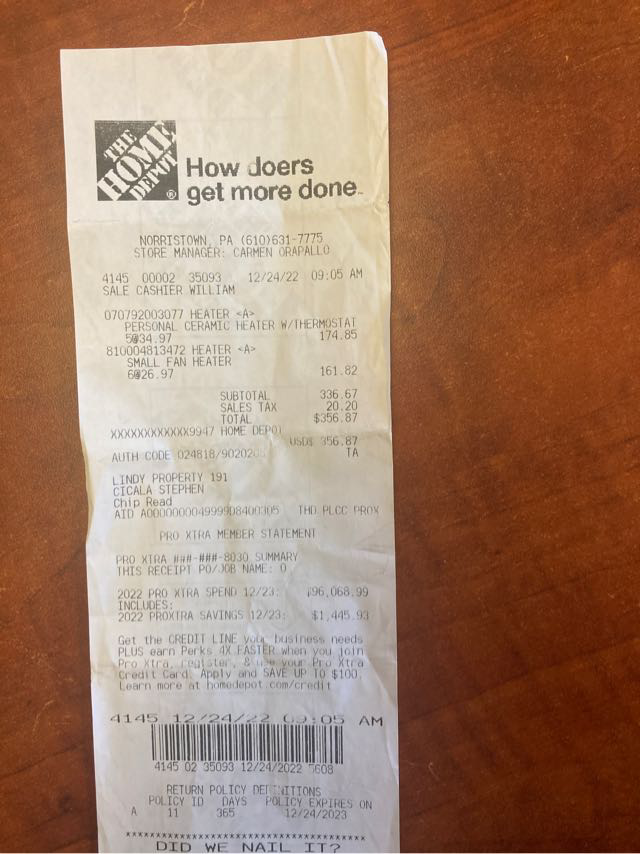 THE
HOME
DEPOT
How doers
get more done
NORRISTOWN, PA (610)631-7775
STORE MANAGER: CARMEN ORAPALLO
4145 00002 35093 12/24/22 09:05 AM
SALE CASHIER WILLIAM
070792003077 HEATER <A>
PERSONAL CERAMIC HEATER W/THERMOSTAT
5@34.97 174.85
810004813472 HEATER <A>
SMALL FAN HEATER
6@26.97 161.82
SUBTOTAL 336.67
SALES TAX 20.20
TOTAL $356.87
XXXXXXXXXXXX9947 HOME DEPOT
USD$ 356.87
AUTH CODE TA
LINDY PROPERTY 191
CICALA STEPHEN
Chip Read
AID A0000000049999D8400305 THD PLCC PROX
PRO XTRA MEMBER STATEMENT
PRO XTRA ###-###-8030 SUMMARY
THIS RECEIPT PO/JOB NAME: 0
2022 PRO XTRA SPEND 12/23: $96,068.99
INCLUDES:
2022 PROXTRA SAVINGS 12/23: $1,445.93
Get the CREDIT LINE your business needs
PLUS earn Perks 4X FASTER when you join
Pro Xtra, register, & use your Pro Xtra
Credit Card. Apply and SAVE UP TO $100.
Learn more at homedepot.com/credit
4145 12/24/22 09:05 AM
4145 02 35093 12/24/2022 5608
RETURN POLICY DEFINITIONS
POLICY ID DAYS POLICY EXPIRES ON
A 11 365 12/24/2023
DID WE NAIL IT?